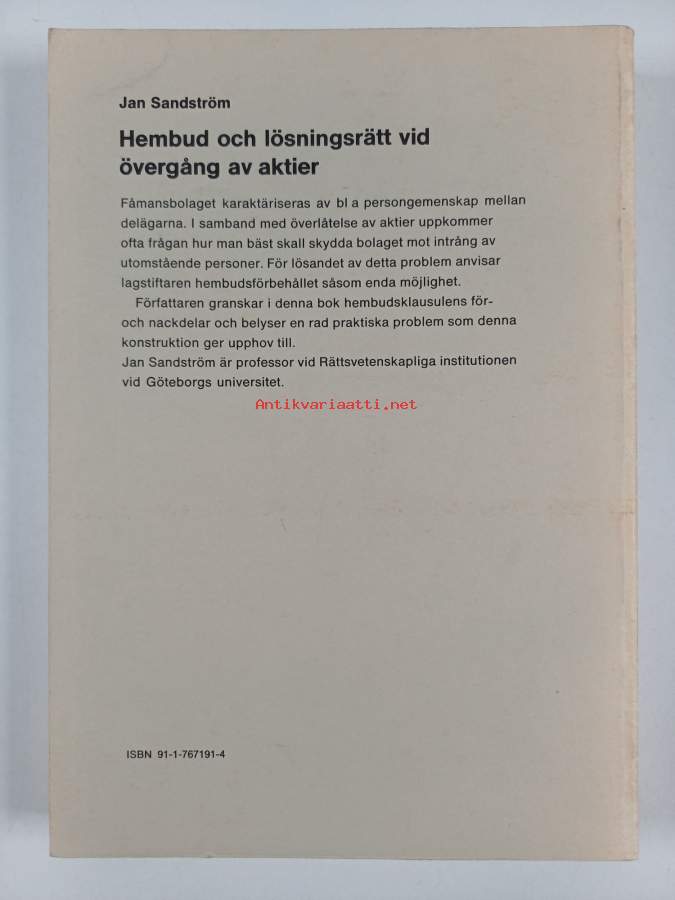 Jan Sandström
Hembud och lösningsrätt vid
övergång av aktier
Fåmansbolaget karaktäriseras av bl a persongemenskap mellan
delägarna. I samband med överlåtelse av aktier uppkommer
ofta frågan hur man bäst skall skydda bolaget mot intrång av
utomstående personer. För lösandet av detta problem anvisar
lagstiftaren hembudsförbehållet såsom enda möjlighet.
Författaren granskar i denna bok hembudsklausulens för-
och nackdelar och belyser en rad praktiska problem som denna
konstruktion ger upphov till.
Jan Sandström är professor vid Rättsvetenskapliga institutionen
vid Göteborgs universitet.
Antikvariaatti.net
ISBN 91-1-767191-4